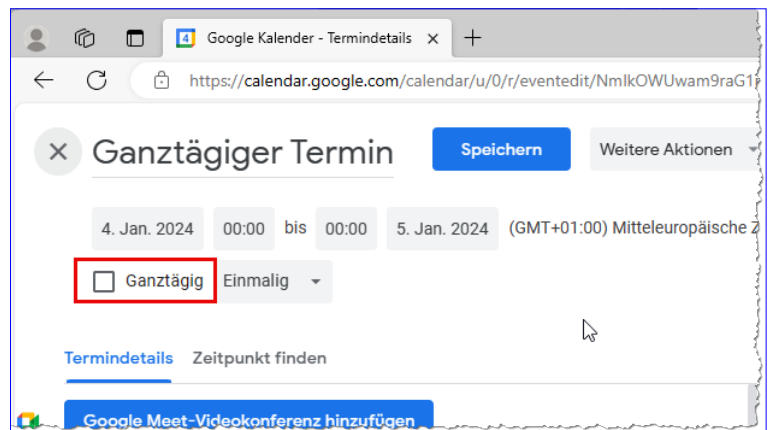 4 Google Kalender - Termindetails
https://calendar.google.com/calendar/u/0/r/eventedit/NmlkOWUwam9raG1
Ganztägiger Termin Speichern Weitere Aktionen
4. Jan. 2024 00:00 bis 00:00 5. Jan. 2024 (GMT+01:00) Mitteleuropäische
Ganztägig Einmalig
Termindetails Zeitpunkt finden
Google Meet-Videokonferenz hinzufügen